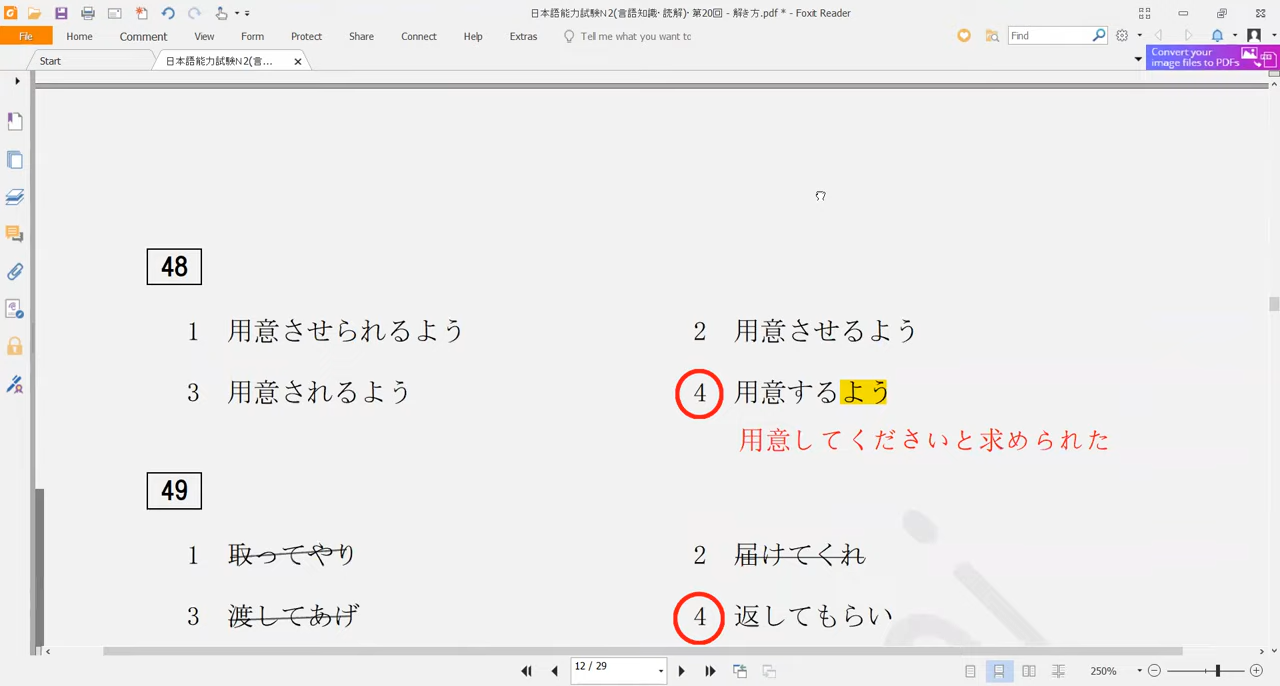 日本語能力試験N2(言語知識· 読解)· 第20回 - 解き方.pdf * - Foxit Reader
File Home Comment View Form Protect Share Connect Help Extras Tell me what you want to Find
Convert your image files to PDFs
Start 日本語能力試験N2(言...
48
1 用意させられるよう 2 用意させるよう
3 用意されるよう 4 用意するよう
用意してくださいと求められた
49
1 取ってやり 2 届けてくれ
3 渡してあげ 4 返してもらい
12 / 29 250%